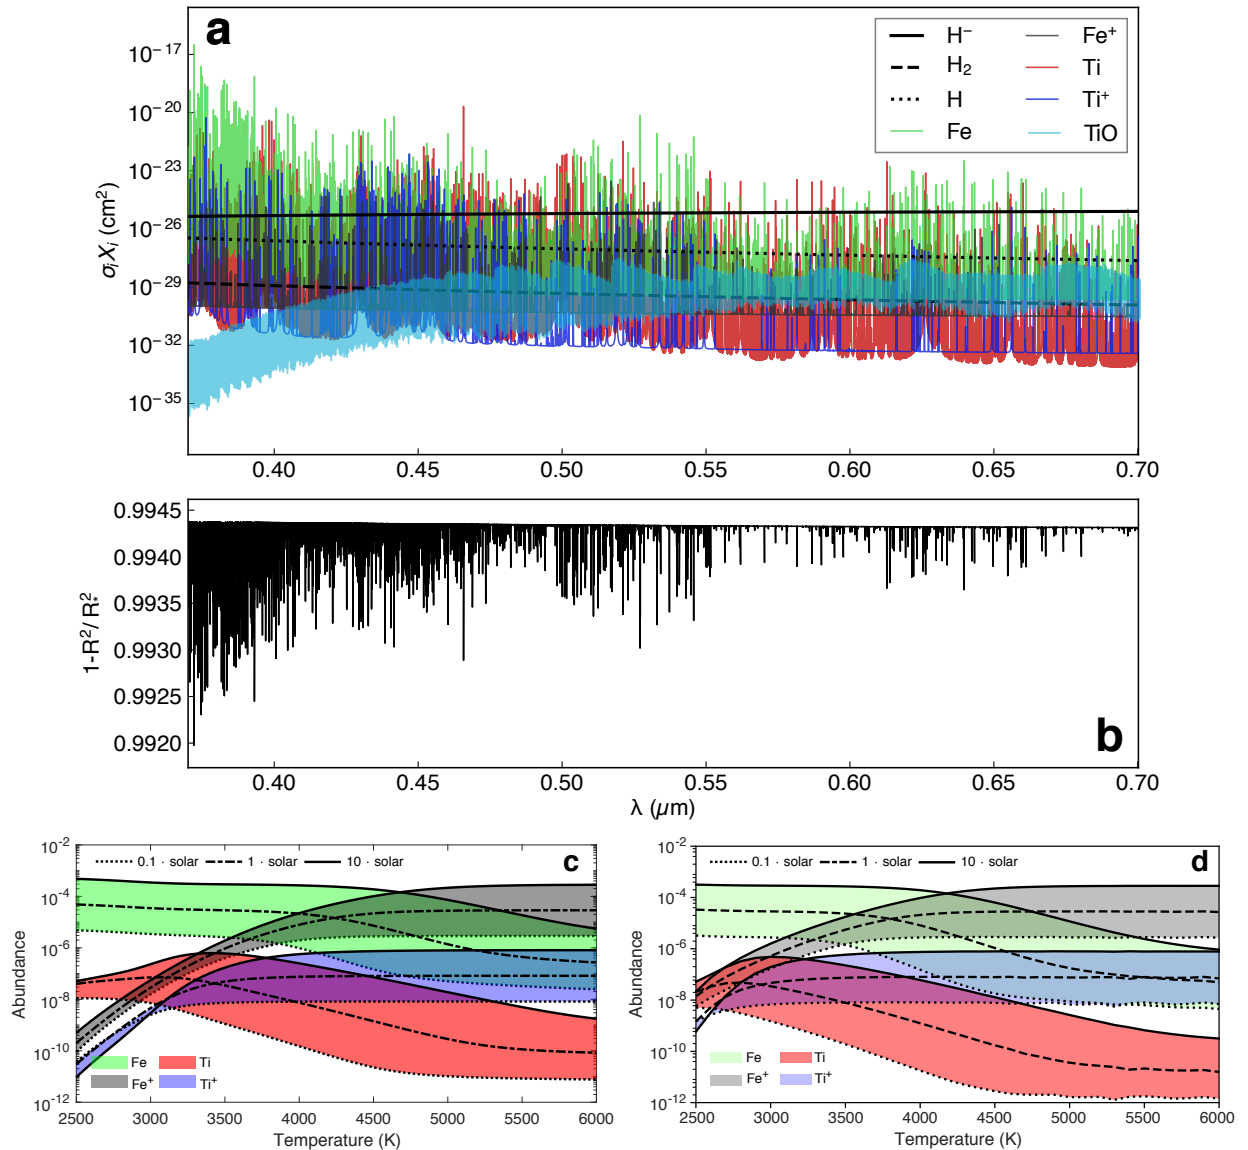 a
10⁻¹⁷
10⁻²⁰
10⁻²³
10⁻²⁶
10⁻²⁹
10⁻³²
10⁻³⁵
σᵢXᵢ (cm²)
H⁻ Fe⁺
H₂ Ti
H Ti⁺
Fe TiO
0.40 0.45 0.50 0.55 0.60 0.65 0.70
0.9945
0.9940
0.9935
0.9930
0.9925
0.9920
1-R²/ R²*
b
0.40 0.45 0.50 0.55 0.60 0.65 0.70
λ (μm)
c
0.1 · solar 1 · solar 10 · solar
10⁻²
10⁻⁴
10⁻⁶
10⁻⁸
10⁻¹⁰
10⁻¹²
Abundance
Fe Ti
Fe⁺ Ti⁺
2500 3000 3500 4000 4500 5000 5500 6000
Temperature (K)
d
0.1 · solar 1 · solar 10 · solar
10⁻²
10⁻⁴
10⁻⁶
10⁻⁸
10⁻¹⁰
10⁻¹²
Abundance
Fe Ti
Fe⁺ Ti⁺
2500 3000 3500 4000 4500 5000 5500 6000
Temperature (K)